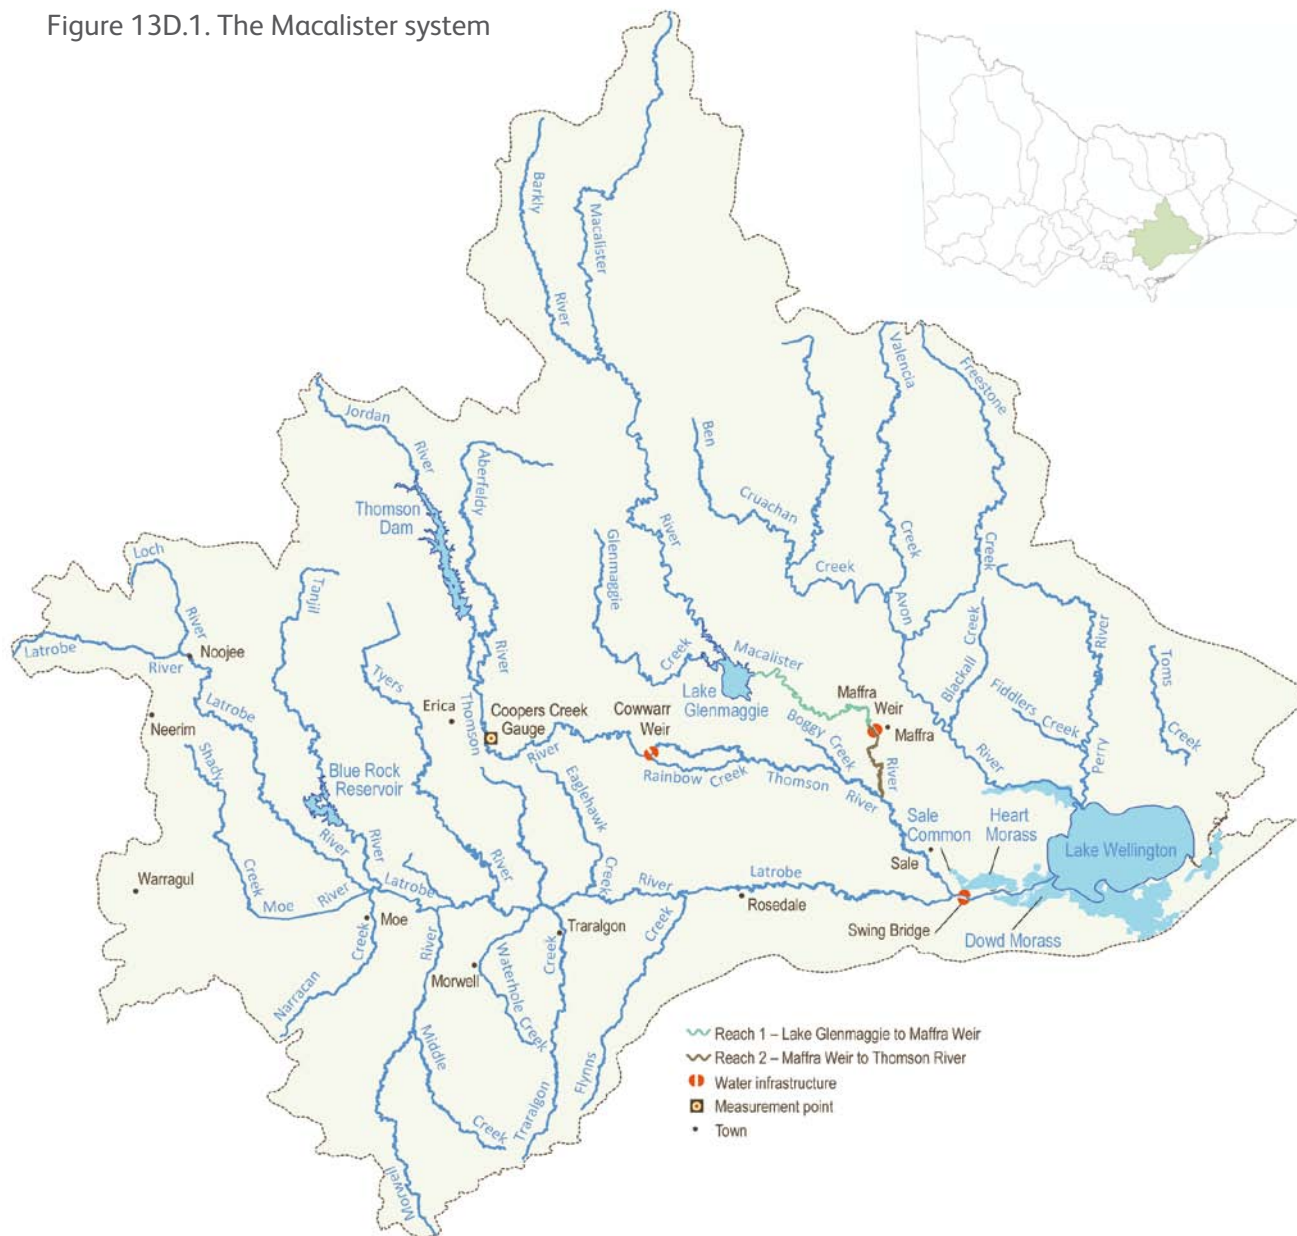 Figure 13D.1. The Macalister system
Barkly
River
Macalister
River
Jordan
River
Thomson
Dam
Aberfeldy
River
Ben
Cruachan
Creek
Valencia
Creek
Freestone
Creek
Loch
River
Latrobe
River
Noojee
Neerim
Latrobe
River
Tanjil
River
Tyers
River
Erica
Thomson
River
Coopers Creek
Gauge
Glenmaggie
Creek
Lake
Glenmaggie
Macalister
River
Cowwarr
Weir
Boggy
Creek
Maffra
Weir
Maffra
Rainbow
Creek
Thomson
River
Avon
River
Blackall
Creek
Fiddlers
Creek
Perry
River
Toms
Creek
Shady
Creek
Blue Rock
Reservoir
Eaglehawk
Creek
Sale
Common
Heart
Morass
Lake Wellington
Sale
Warragul
Moe
River
Moe
Latrobe
River
Latrobe
Rosedale
Swing Bridge
Dowd Morass
Narracan
Creek
River
Morwell
Traralgon
Waterhole Creek
Creek
Traralgon
Creek
Flynns
Middle
Creek
Morwell
Reach 1 – Lake Glenmaggie to Maffra Weir
Reach 2 – Maffra Weir to Thomson River
Water infrastructure
Measurement point
Town